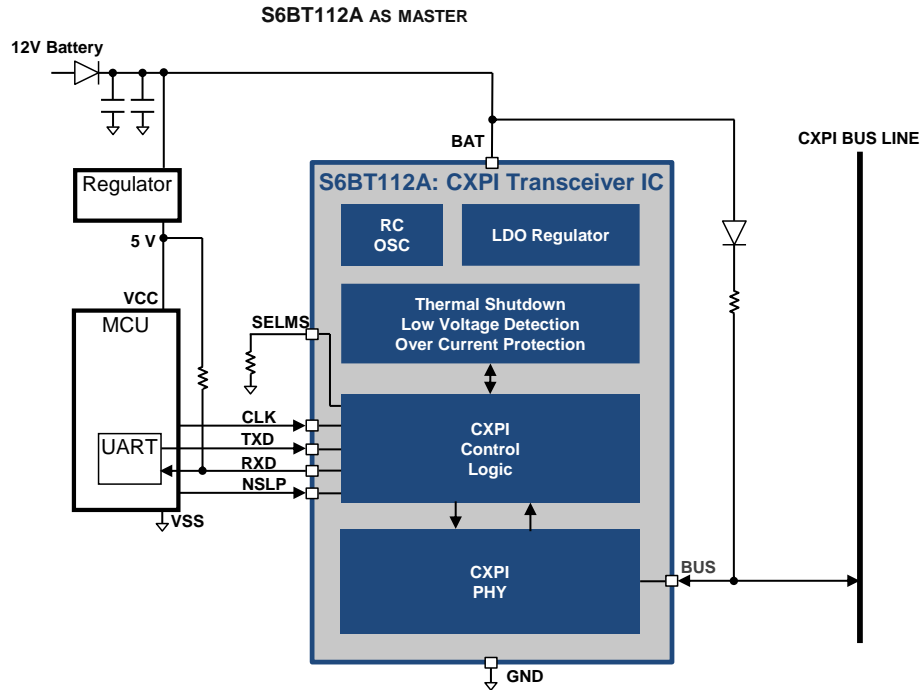 S6BT112A AS MASTER
12V Battery
BAT
CXPI BUS LINE
S6BT112A: CXPI Transceiver IC
Regulator
RC
OSC
LDO Regulator
5 V
VCC
MCU
SELMS
Thermal Shutdown
Low Voltage Detection
Over Current Protection
CLK
TXD
UART
RXD
NSLP
CXPI
Control
Logic
VSS
CXPI
PHY
BUS
GND